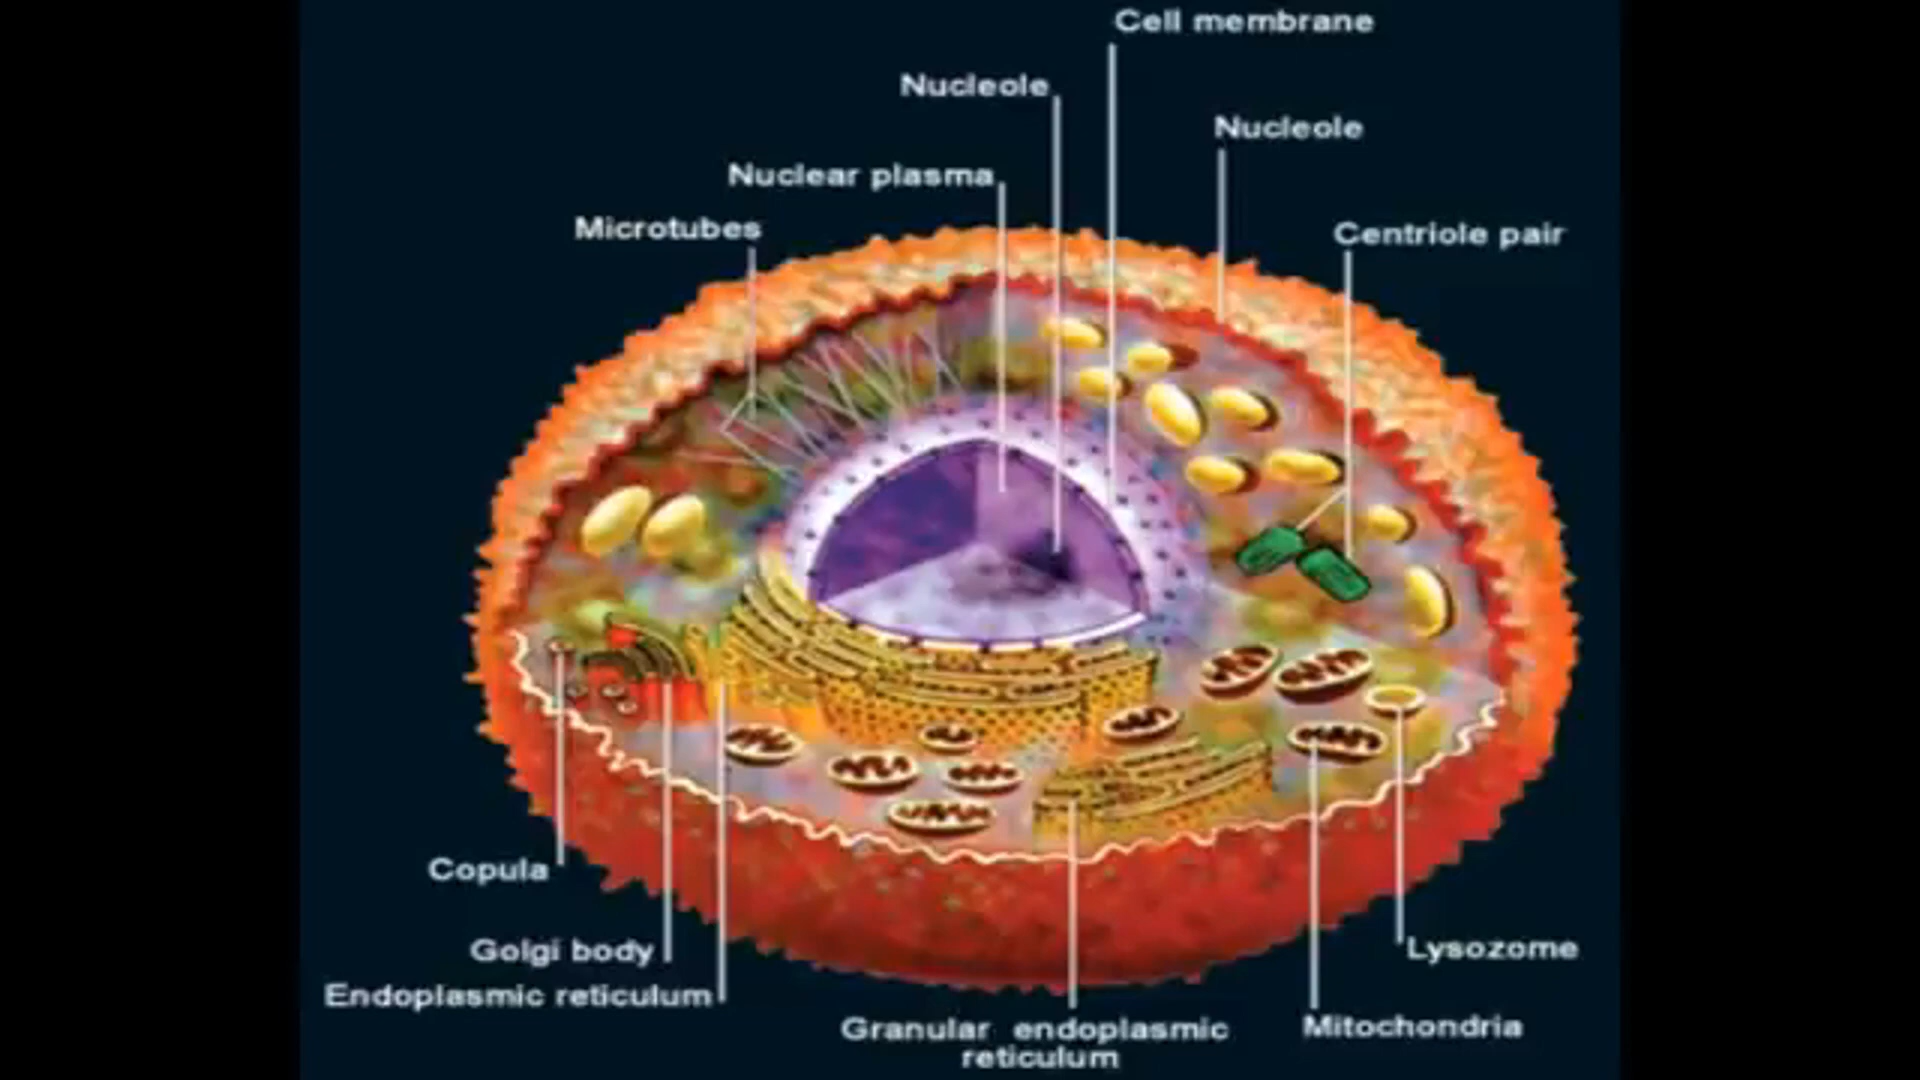 Cell membrane
Nucleole
Nucleole
Nuclear plasma
Microtubes
Centriole pair
Copula
Golgi body
Lysozome
Endoplasmic reticulum
Granular endoplasmic
reticulum
Mitochondria